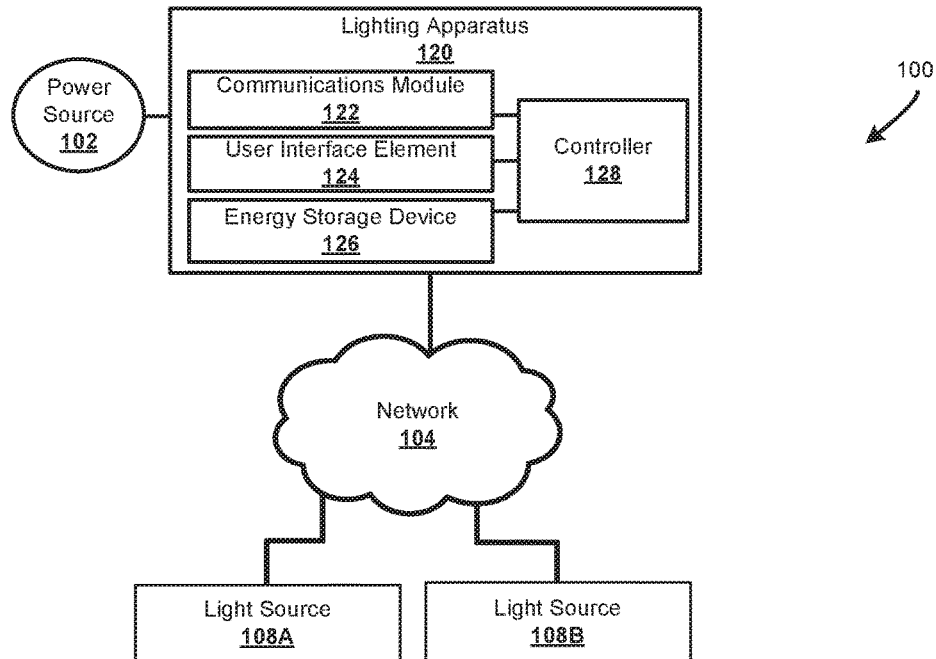 Lighting Apparatus
120
Power
Source
102
Communications Module
122
User Interface Element
124
Energy Storage Device
126
Controller
128
100
Network
104
Light Source
108A
Light Source
108B